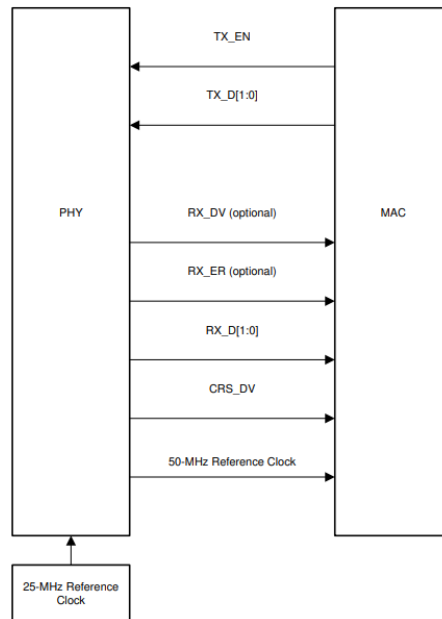 TX_EN
TX_D[1:0]
PHY
RX_DV (optional)
MAC
RX_ER (optional)
RX_D[1:0]
CRS_DV
50-MHz Reference Clock
25-MHz Reference
Clock